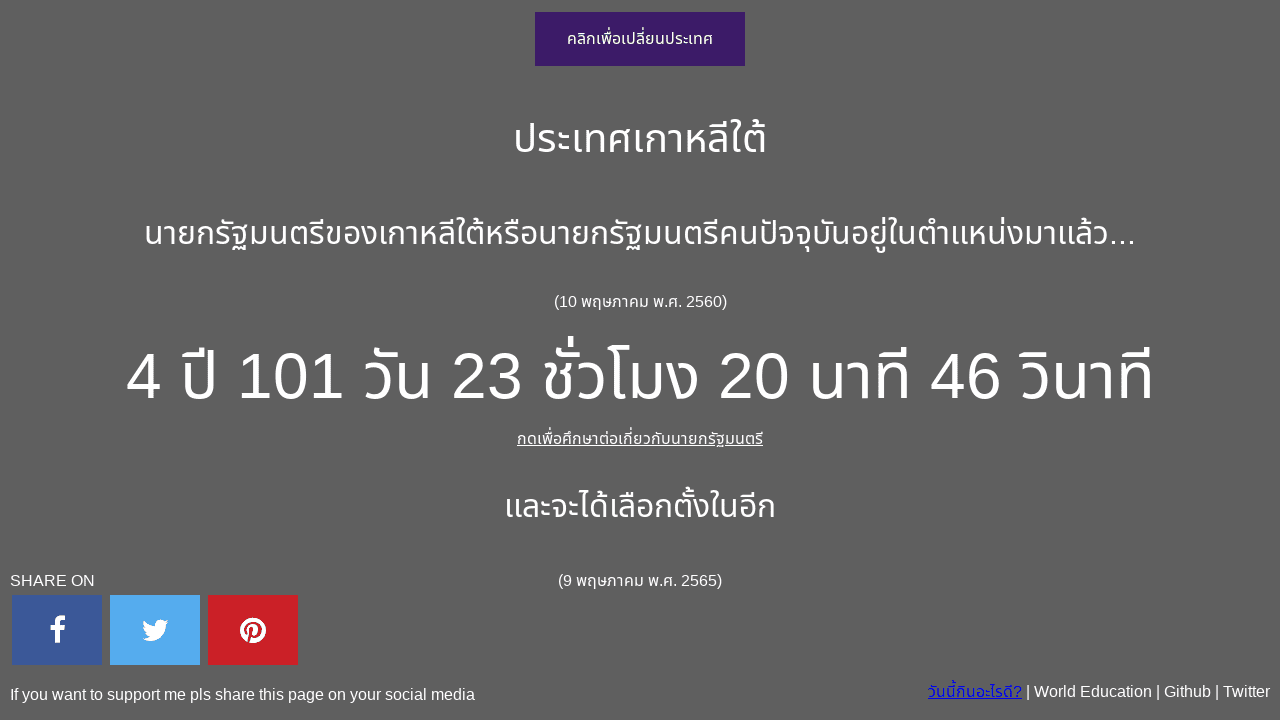 คลิกเพื่อเปลี่ยนประเทศ
ประเทศเกาหลีใต้
นายกรัฐมนตรีของเกาหลีใต้หรือนายกรัฐมนตรีคนปัจจุบันอยู่ในตำแหน่งมาแล้ว...
(10 พฤษภาคม พ.ศ. 2560)
4 ปี 101 วัน 23 ชั่วโมง 20 นาที 46 วินาที
กดเพื่อศึกษาต่อเกี่ยวกับนายกรัฐมนตรี
และจะได้เลือกตั้งในอีก
(9 พฤษภาคม พ.ศ. 2565)
SHARE ON
If you want to support me pls share this page on your social media
วันนี้กินอะไรดี? | World Education | Github | Twitter